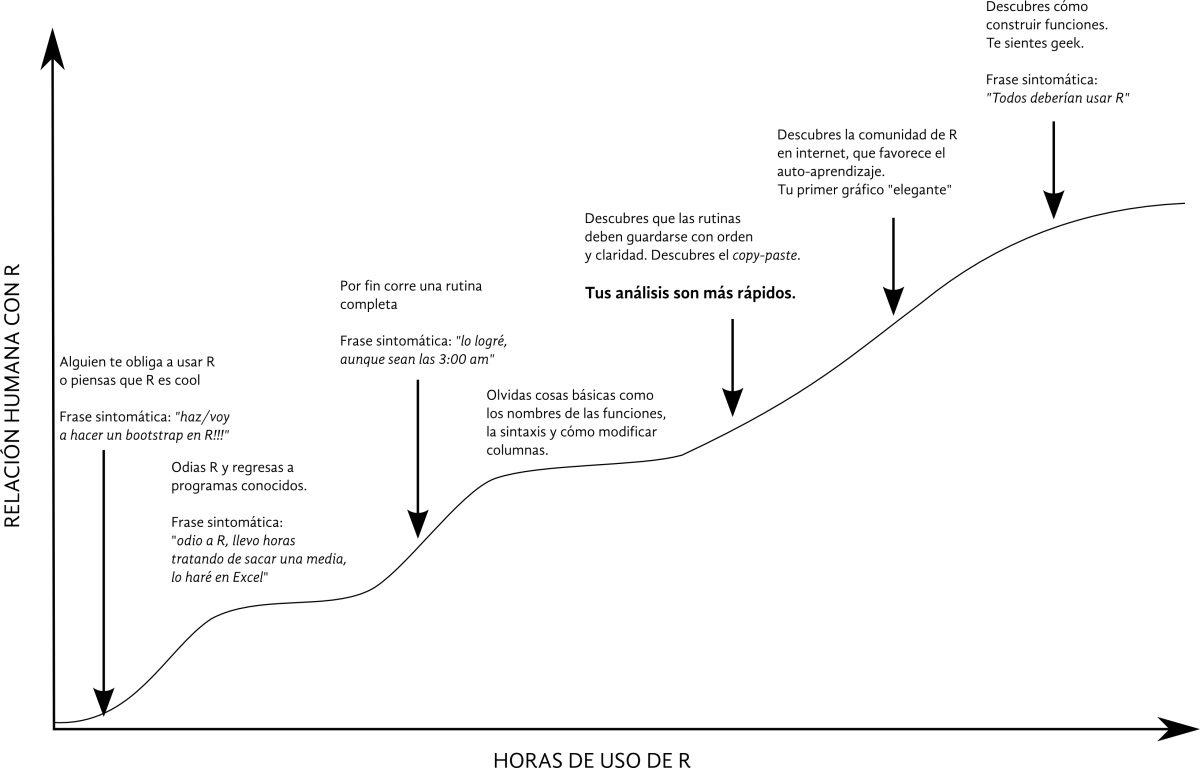 RELACIÓN HUMANA CON R
Alguien te obliga a usar R
o piensas que R es cool
Frase sintomática: "haz/voy
a hacer un bootstrap en R!!!"
Odias R y regresas a
programas conocidos.
Frase sintomática:
"odio a R, llevo horas
tratando de sacar una media,
lo haré en Excel"
Por fin corre una rutina
completa
Frase sintomática: "lo logré,
aunque sean las 3:00 am"
Olvidas cosas básicas como
los nombres de las funciones,
la sintaxis y cómo modificar
columnas.
Descubres que las rutinas
deben guardarse con orden
y claridad. Descubres el copy-paste.
Tus análisis son más rápidos.
Descubres la comunidad de R
en internet, que favorece el
auto-aprendizaje.
Tu primer gráfico "elegante"
Descubres cómo
construir funciones.
Te sientes geek.
Frase sintomática:
"Todos deberían usar R"
HORAS DE USO DE R